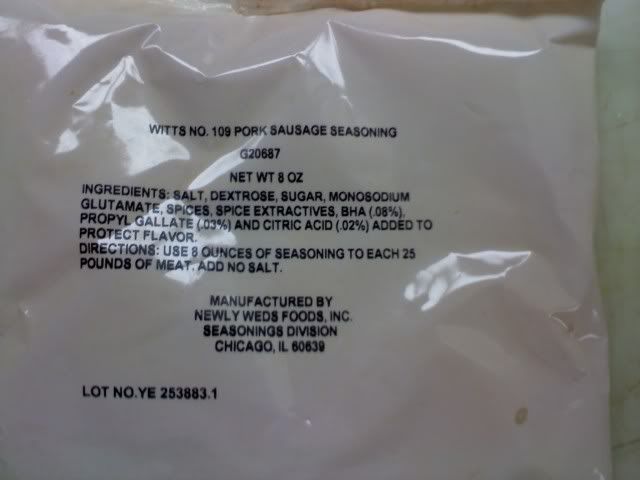 WITTS NO. 109 PORK SAUSAGE SEASONING
G20687
NET WT 8 OZ
INGREDIENTS: SALT, DEXTROSE, SUGAR, MONOSODIUM
GLUTAMATE, SPICES, SPICE EXTRACTIVES, BHA (.08%),
PROPYL GALLATE (.03%) AND CITRIC ACID (.02%) ADDED TO
PROTECT FLAVOR.
DIRECTIONS: USE 8 OUNCES OF SEASONING TO EACH 25
POUNDS OF MEAT. ADD NO SALT.
MANUFACTURED BY
NEWLY WEDS FOODS, INC.
SEASONINGS DIVISION
CHICAGO, IL 60639
LOT NO.YE 253883.1